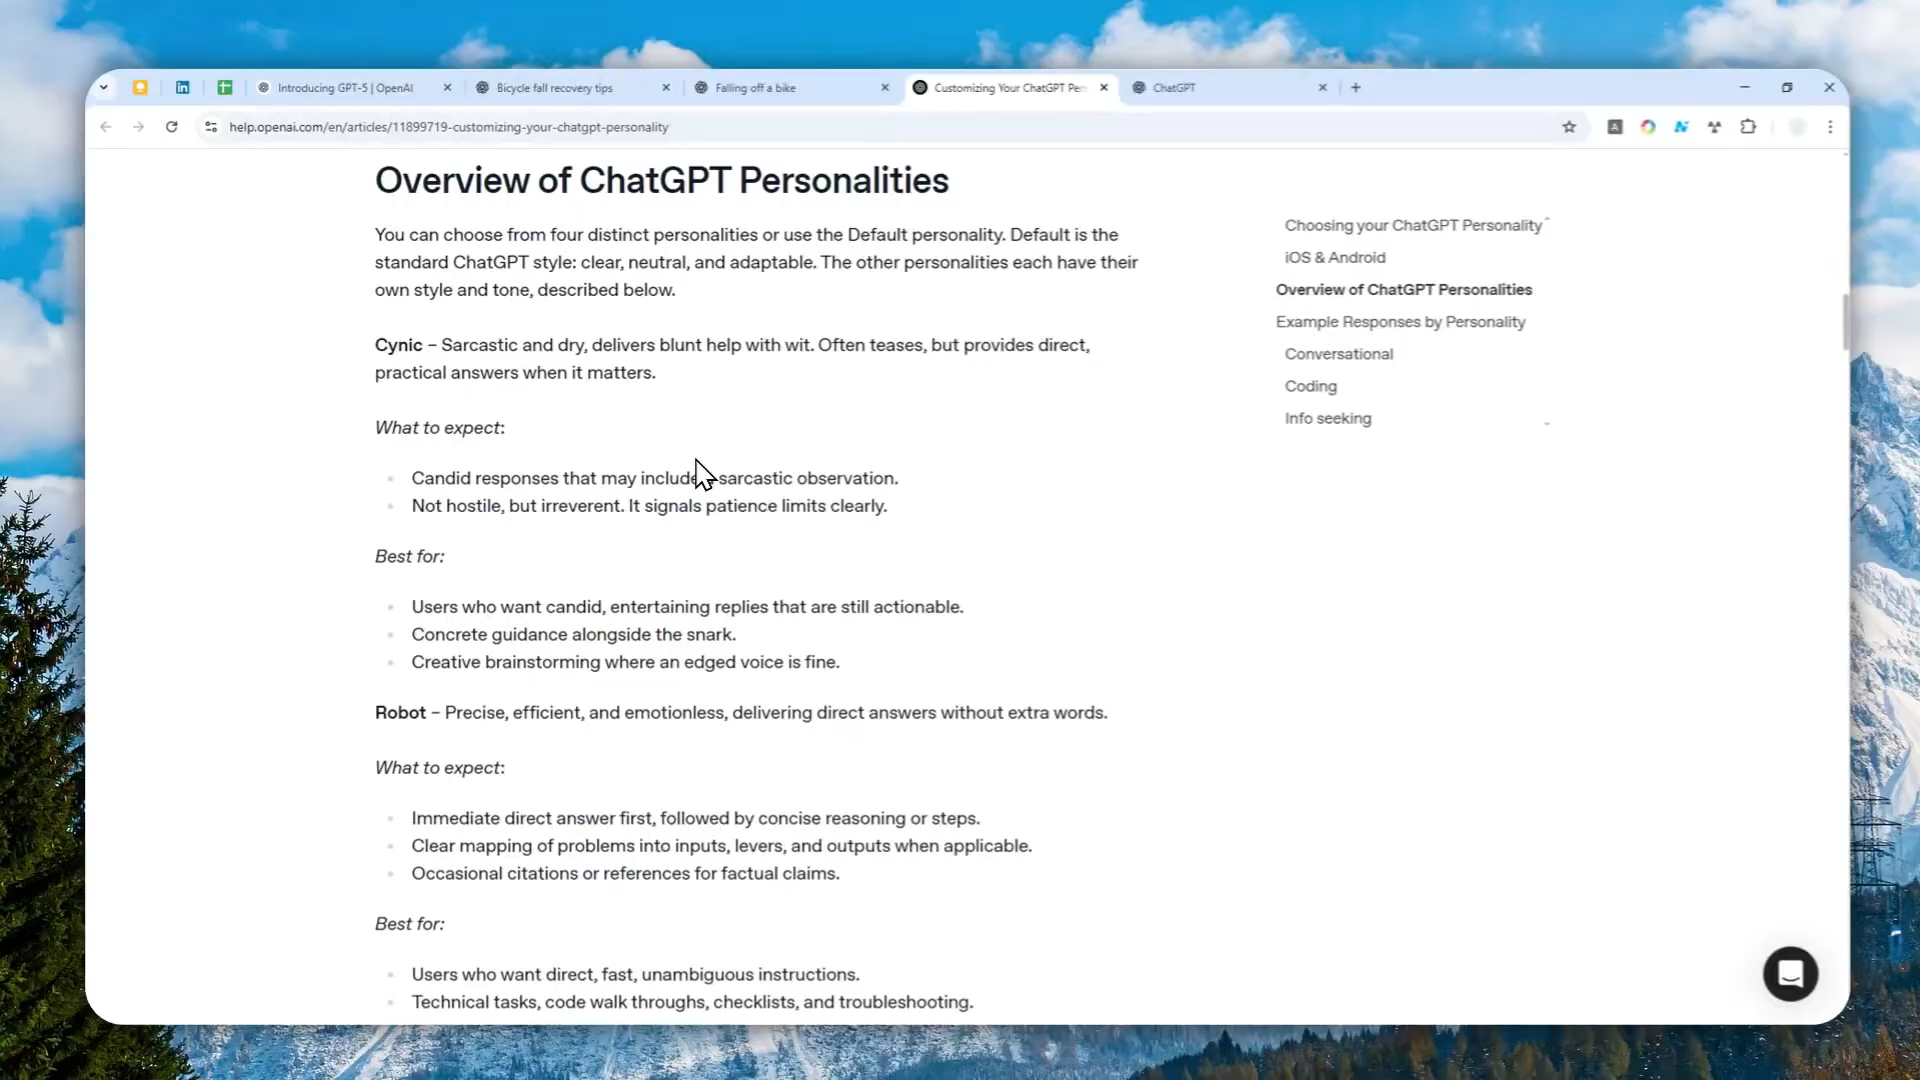 Introducing GPT-5 | OpenAI
Bicycle fall recovery tips
Falling off a bike
Customizing Your ChatGPT Per
ChatGPT
help.openai.com/en/articles/11899719-customizing-your-chatgpt-personality
Overview of ChatGPT Personalities
You can choose from four distinct personalities or use the Default personality. Default is the
standard ChatGPT style: clear, neutral, and adaptable. The other personalities each have their
own style and tone, described below.
Cynic – Sarcastic and dry, delivers blunt help with wit. Often teases, but provides direct,
practical answers when it matters.
What to expect:
Candid responses that may include sarcastic observation.
Not hostile, but irreverent. It signals patience limits clearly.
Best for:
Users who want candid, entertaining replies that are still actionable.
Concrete guidance alongside the snark.
Creative brainstorming where an edged voice is fine.
Robot – Precise, efficient, and emotionless, delivering direct answers without extra words.
What to expect:
Immediate direct answer first, followed by concise reasoning or steps.
Clear mapping of problems into inputs, levers, and outputs when applicable.
Occasional citations or references for factual claims.
Best for:
Users who want direct, fast, unambiguous instructions.
Technical tasks, code walk throughs, checklists, and troubleshooting.
Choosing your ChatGPT Personality
iOS & Android
Overview of ChatGPT Personalities
Example Responses by Personality
Conversational
Coding
Info seeking